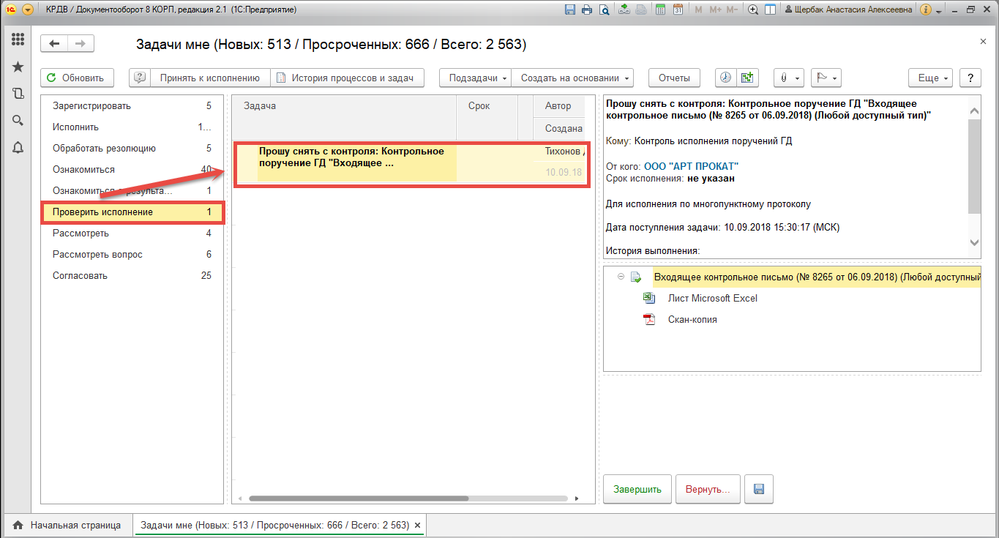 КРДВ / Документооборот 8 КОРП, редакция 2.1 (1С:Предприятие)
31 M M+ M- Щербак Анастасия Алексеевна
Задачи мне (Новых: 513 / Просроченных: 666 / Всего: 2 563)
Обновить ? Принять к исполнению История процессов и задач Подзадачи Создать на основании Отчеты Еще ?
Зарегистрировать 5
Исполнить 1...
Обработать резолюцию 5
Ознакомиться 40
Ознакомиться с результа... 1
Проверить исполнение 1
Рассмотреть 4
Рассмотреть вопрос 6
Согласовать 25
Задача Срок Автор
Создана
Прошу снять с контроля: Контрольное
поручение ГД "Входящее ...
Тихонов
10.09.18
Прошу снять с контроля: Контрольное поручение ГД "Входящее
контрольное письмо (№ 8265 от 06.09.2018) (Любой доступный тип)"
Кому: Контроль исполнения поручений ГД
От кого: ООО "АРТ ПРОКАТ"
Срок исполнения: не указан
Для исполнения по многопунктному протоколу
Дата поступления задачи: 10.09.2018 15:30:17 (МСК)
История выполнения:
Входящее контрольное письмо (№ 8265 от 06.09.2018) (Любой доступный
Лист Microsoft Excel
Скан-копия
Завершить Вернуть...
Начальная страница Задачи мне (Новых: 513 / Просроченных: 666 / Всего: 2 563) ×